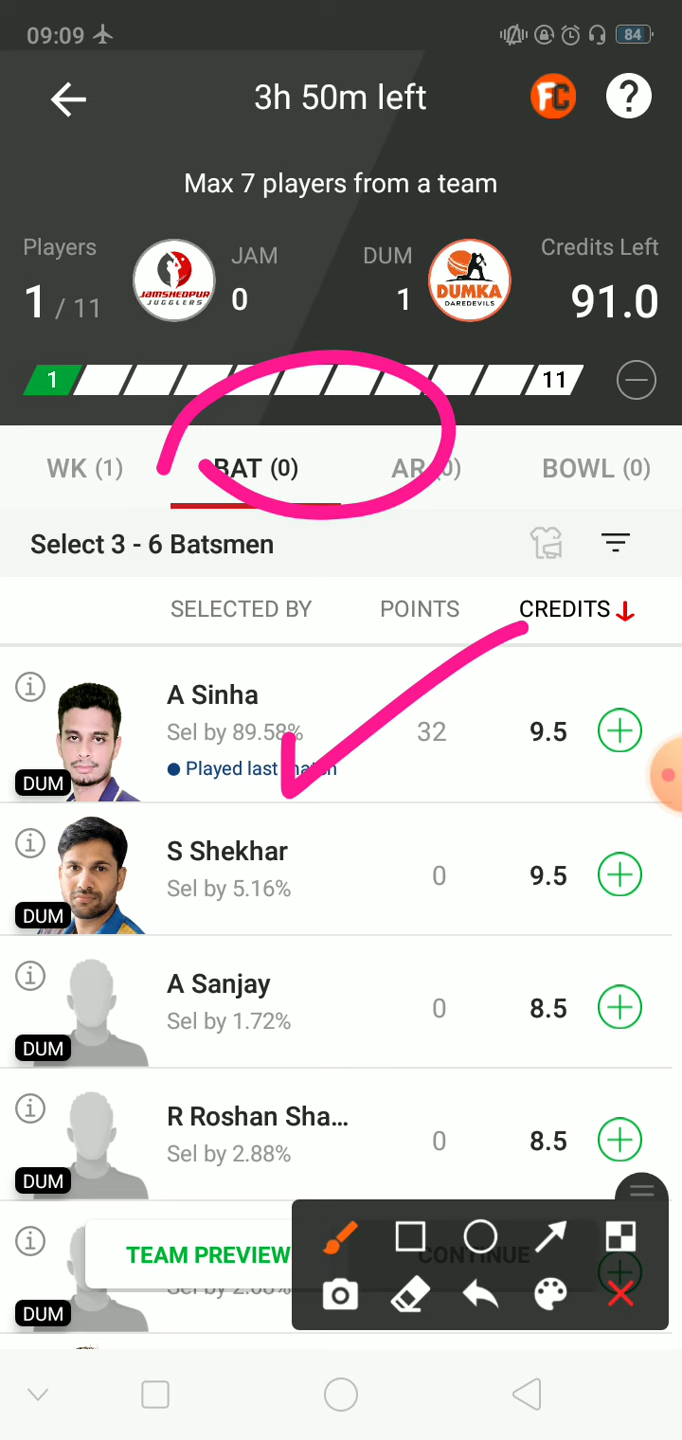 09:09
84
3h 50m left
FC
?
Max 7 players from a team
Players
JAM
DUM
Credits Left
1 / 11
JAMSHEDPUR
JUGGLERS
0
1
DUMKA
DAREDEVILS
91.0
1
11
WK (1)
BAT (0)
AR (0)
BOWL (0)
Select 3 - 6 Batsmen
SELECTED BY
POINTS
CREDITS
A Sinha
Sel by 89.58%
32
9.5
Played last match
DUM
S Shekhar
Sel by 5.16%
0
9.5
DUM
A Sanjay
Sel by 1.72%
0
8.5
DUM
R Roshan Sha...
Sel by 2.88%
0
8.5
DUM
TEAM PREVIEW
CONTINUE
DUM